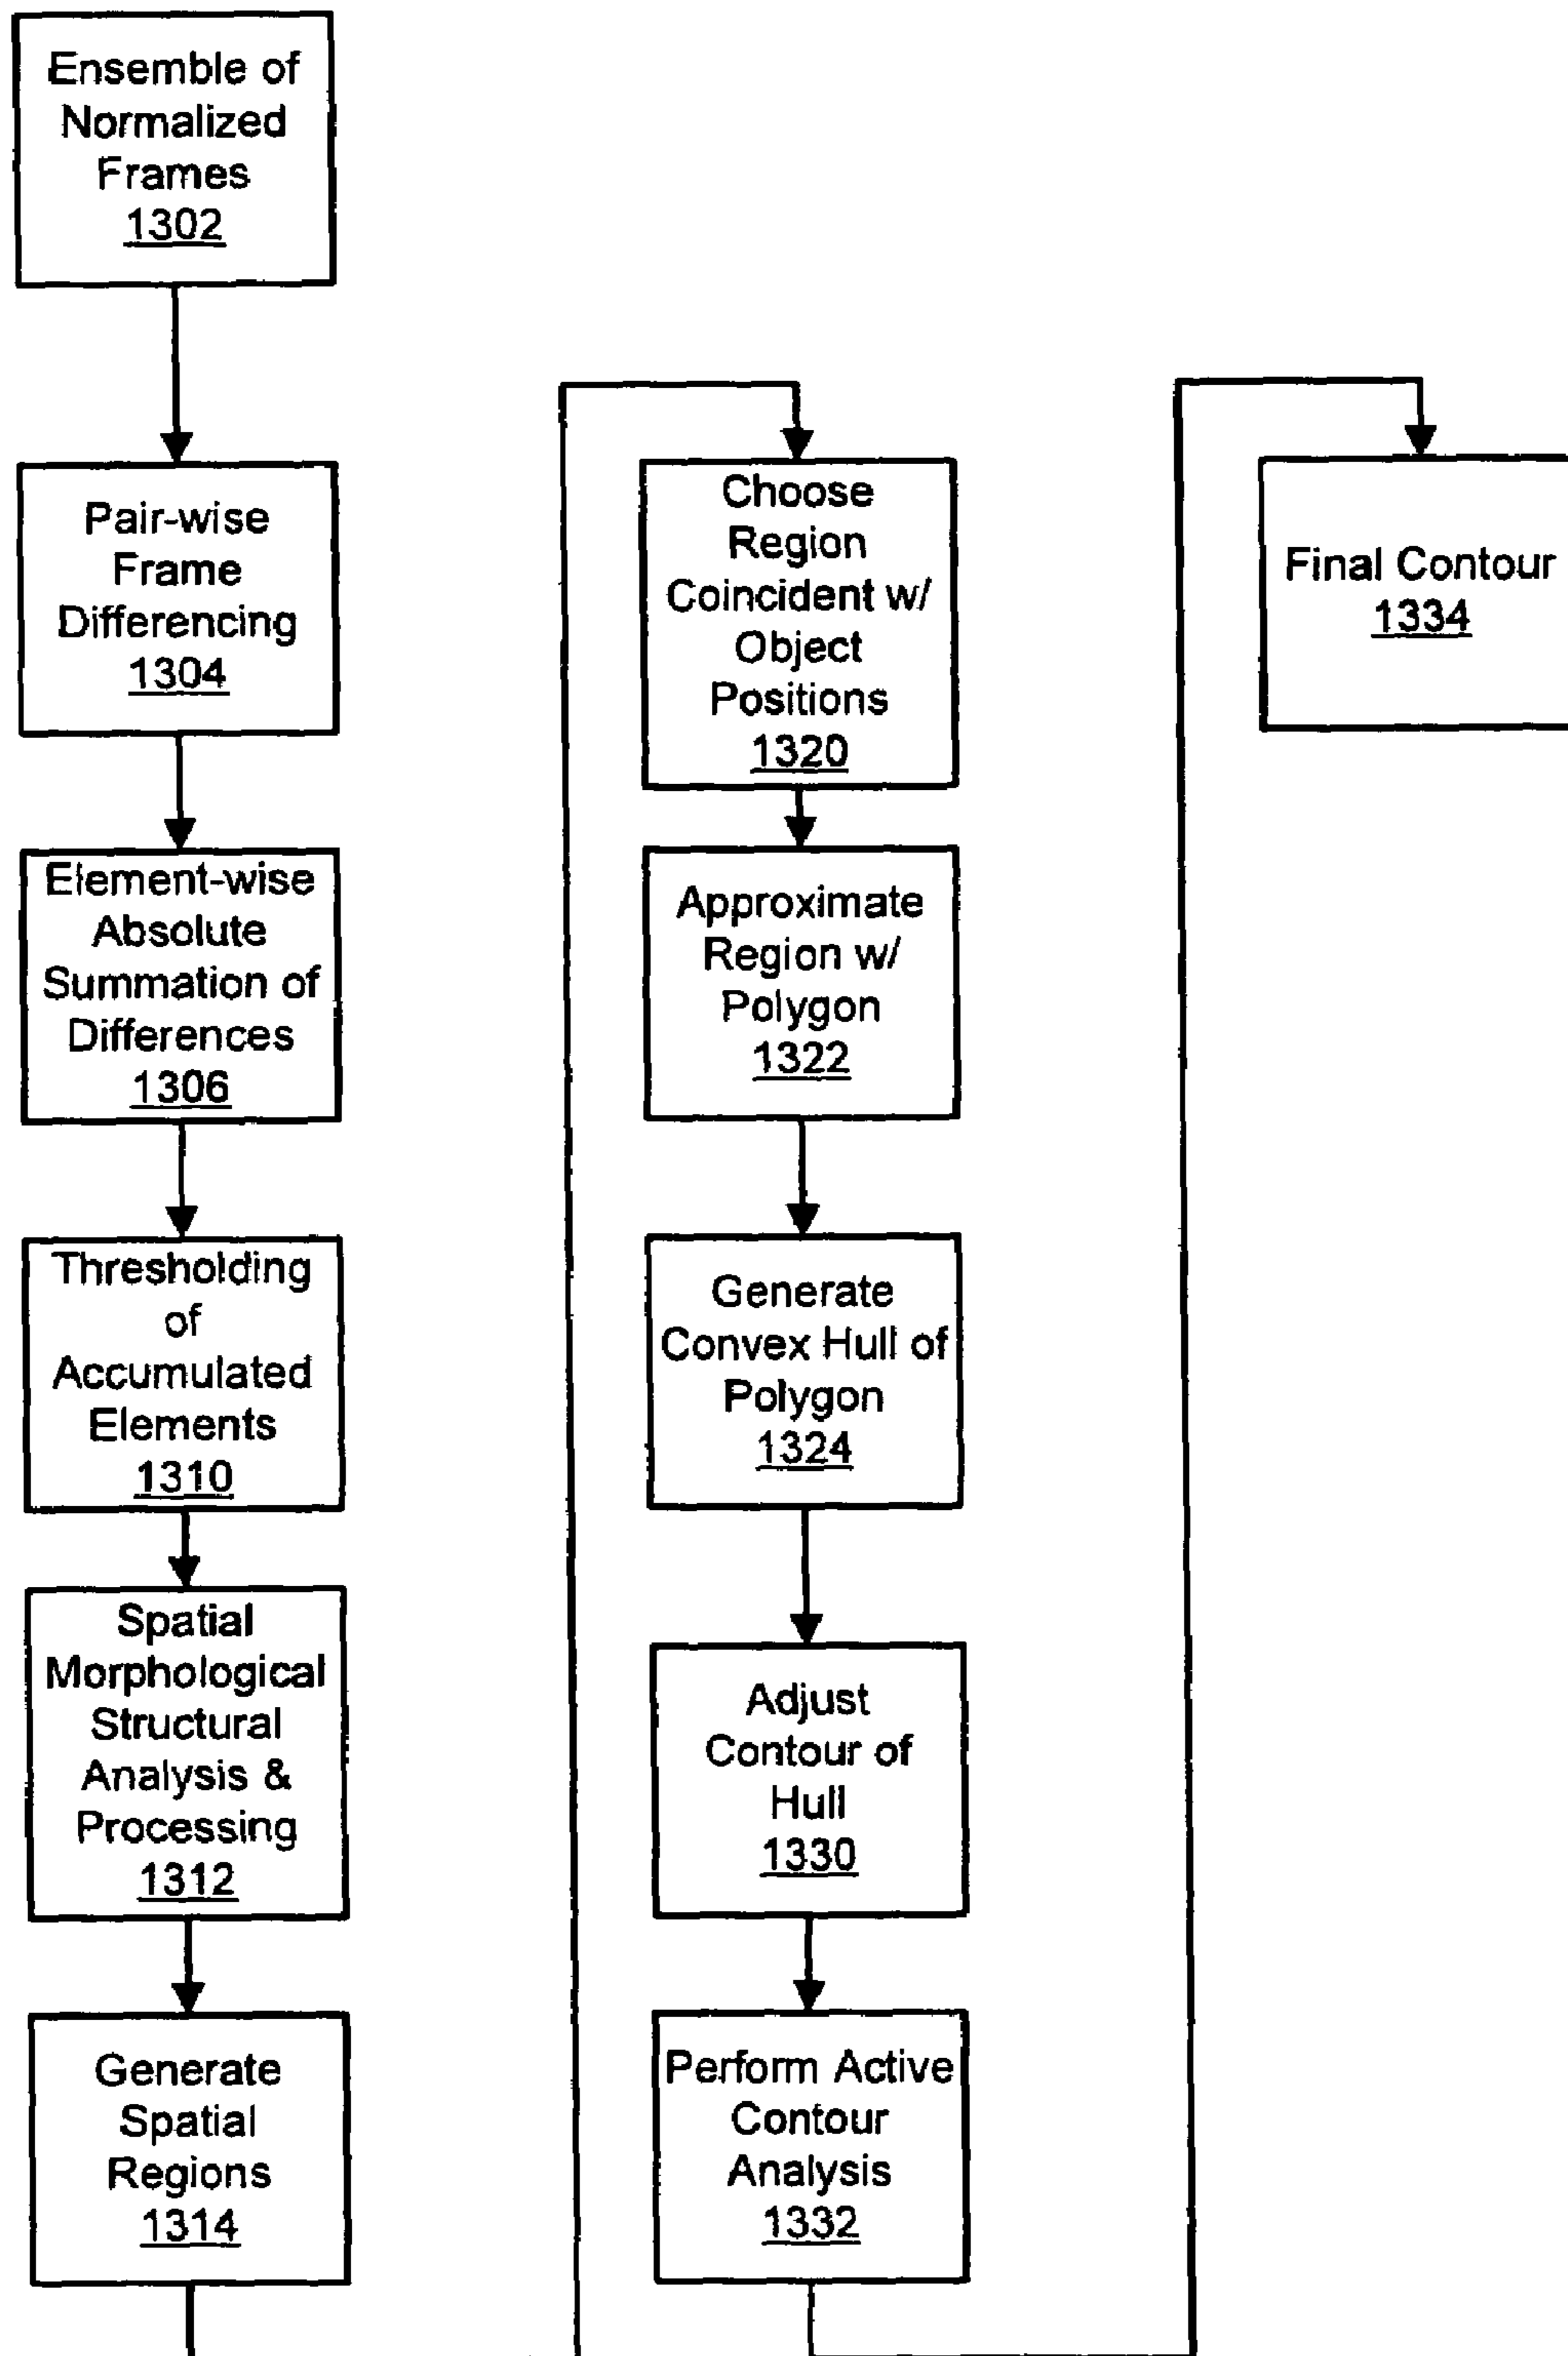 Ensemble of
Normalized
Frames
1302
Pair-wise
Frame
Differencing
1304
Element-wise
Absolute
Summation of
Differences
1306
Thresholding
of
Accumulated
Elements
1310
Spatial
Morphological
Structural
Analysis &
Processing
1312
Generate
Spatial
Regions
1314
Choose
Region
Coincident w/
Object
Positions
1320
Approximate
Region w/
Polygon
1322
Generate
Convex Hull of
Polygon
1324
Adjust
Contour of
Hull
1330
Perform Active
Contour
Analysis
1332
Final Contour
1334